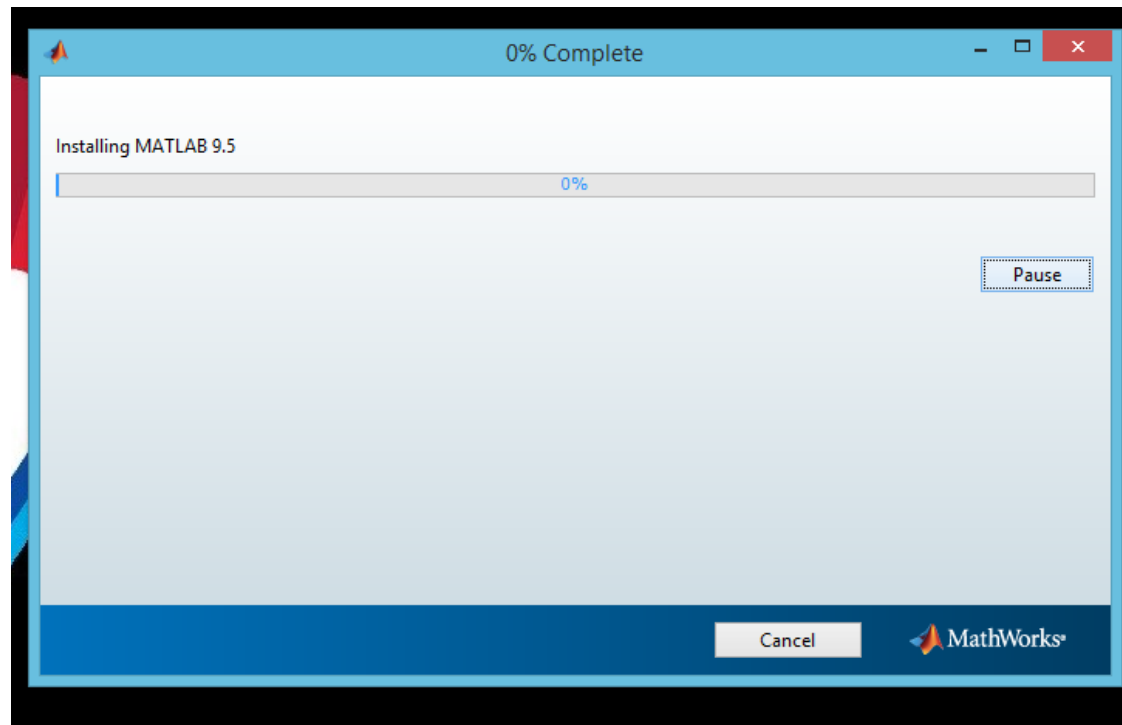 0% Complete
Installing MATLAB 9.5
0%
Pause
Cancel
MathWorks®